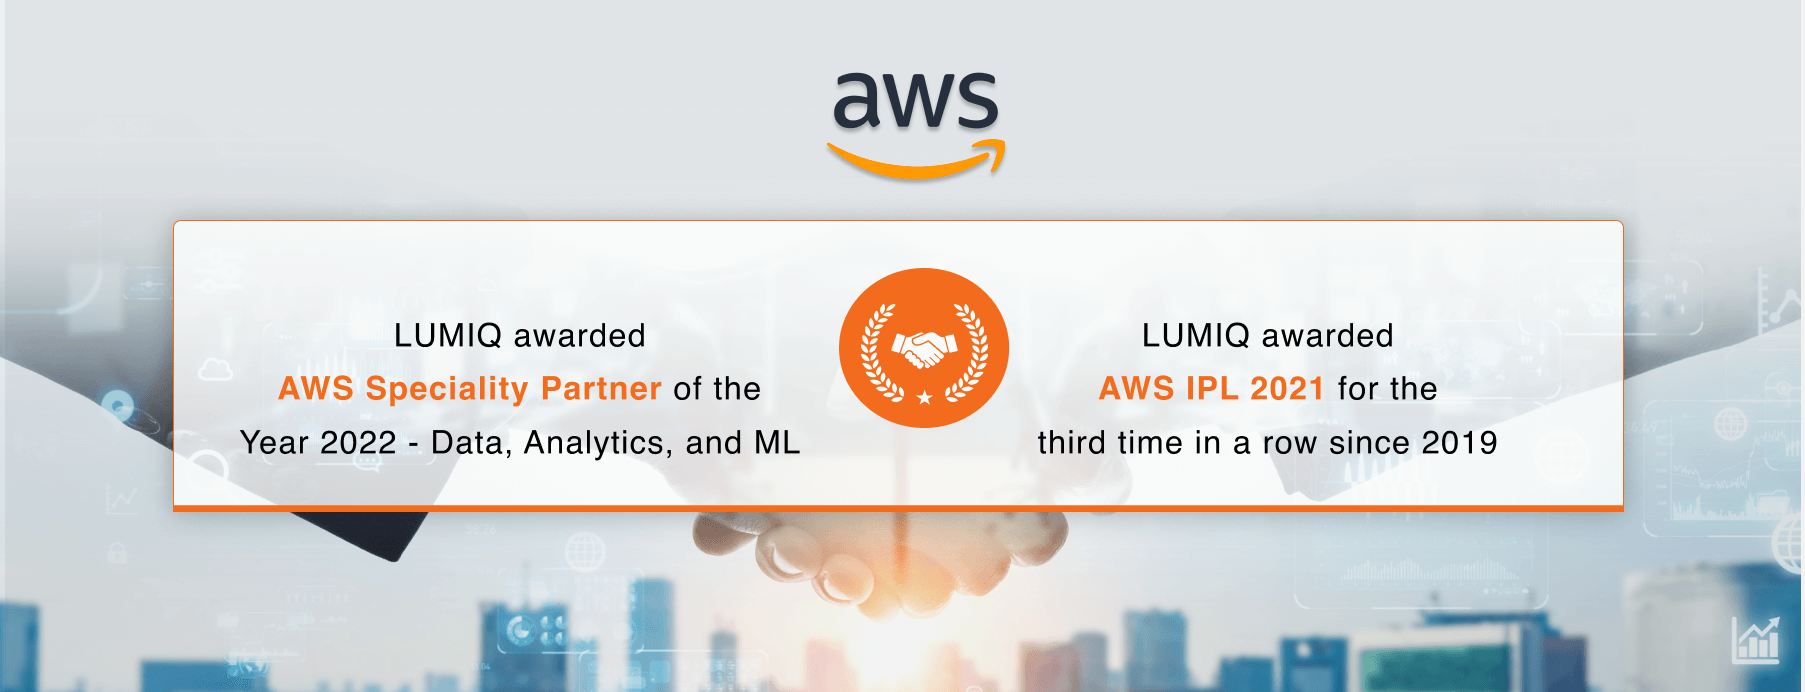 aws
LUMIQ awarded
AWS Speciality Partner of the
Year 2022 - Data, Analytics, and ML
LUMIQ awarded
AWS IPL 2021 for the
third time in a row since 2019